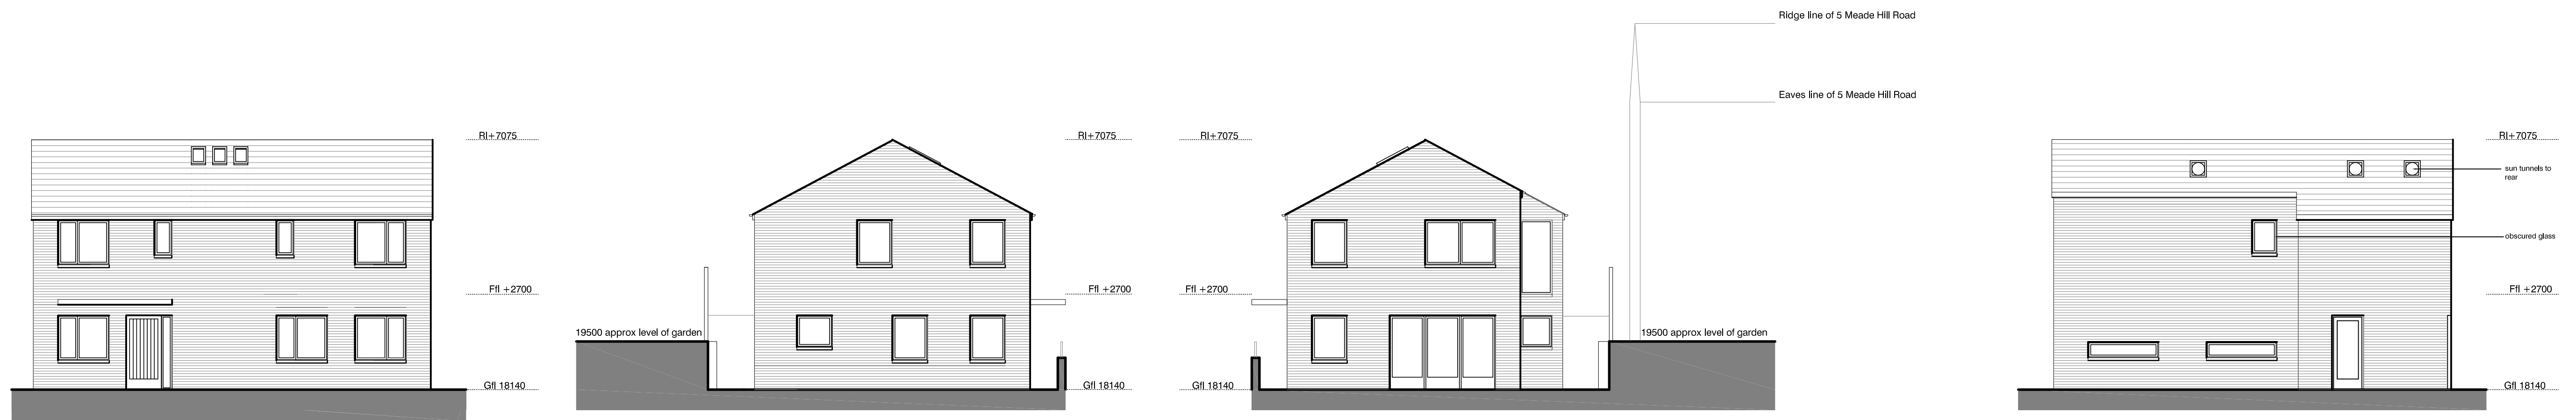 Ridge line of 5 Meade Hill Road
Eaves line of 5 Meade Hill Road
Rl+7075
Ffl +2700
Gfl 18140
19500 approx level of garden
Rl+7075
Ffl +2700
Gfl 18140
Rl+7075
Ffl +2700
Gfl 18140
19500 approx level of garden
Rl+7075
sun tunnels to
rear
obscured glass
Ffl +2700
Gfl 18140